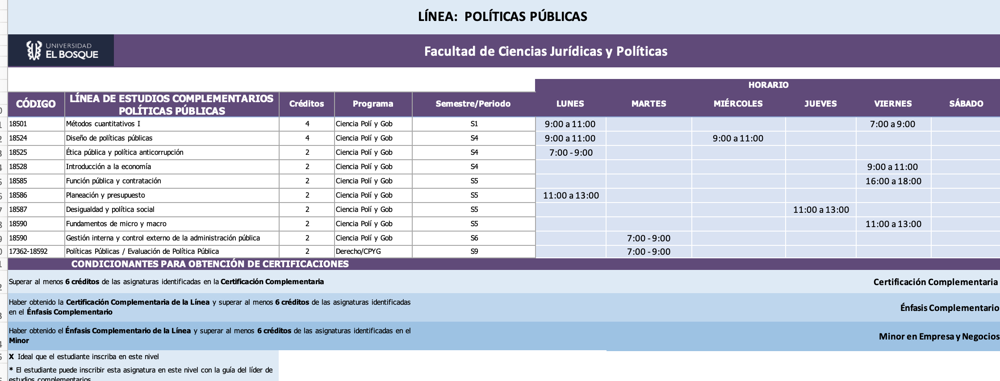 LÍNEA: POLÍTICAS PÚBLICAS
UNIVERSIDAD
EL BOSQUE
Facultad de Ciencias Jurídicas y Políticas
HORARIO
CÓDIGO LÍNEA DE ESTUDIOS COMPLEMENTARIOS POLÍTICAS PÚBLICAS Créditos Programa Semestre/Periodo LUNES MARTES MIÉRCOLES JUEVES VIERNES SÁBADO
18501 Métodos cuantitativos I 4 Ciencia Polí y Gob S1 9:00 a 11:00 7:00 a 9:00
18524 Diseño de políticas públicas 4 Ciencia Polí y Gob S4 9:00 a 11:00 9:00 a 11:00
18525 Ética pública y política anticorrupción 2 Ciencia Polí y Gob S4 7:00 - 9:00
18528 Introducción a la economía 2 Ciencia Polí y Gob S4 9:00 a 11:00
18585 Función pública y contratación 2 Ciencia Polí y Gob S5 16:00 a 18:00
18586 Planeación y presupuesto 2 Ciencia Polí y Gob S5 11:00 a 13:00
18587 Desigualdad y política social 2 Ciencia Polí y Gob S5 11:00 a 13:00
18590 Fundamentos de micro y macro 2 Ciencia Polí y Gob S5 11:00 a 13:00
18590 Gestión interna y control externo de la administración pública 2 Ciencia Polí y Gob S6 7:00 - 9:00
17362-18592 Políticas Públicas / Evaluación de Política Pública 2 Derecho/CPYG S9 7:00 - 9:00
CONDICIONANTES PARA OBTENCIÓN DE CERTIFICACIONES
Superar al menos 6 créditos de las asignaturas identificadas en la Certificación Complementaria Certificación Complementaria
Haber obtenido la Certificación Complementaria de la Línea y superar al menos 6 créditos de las asignaturas identificadas
en el Énfasis Complementario
Énfasis Complementario
Haber obtenido el Énfasis Complementario de la Línea y superar al menos 6 créditos de las asignaturas identificadas en el
Minor
Minor en Empresa y Negocios
X Ideal que el estudiante inscriba en este nivel
* El estudiante puede inscribir esta asignatura en este nivel con la guía del líder de
estudios complementarios